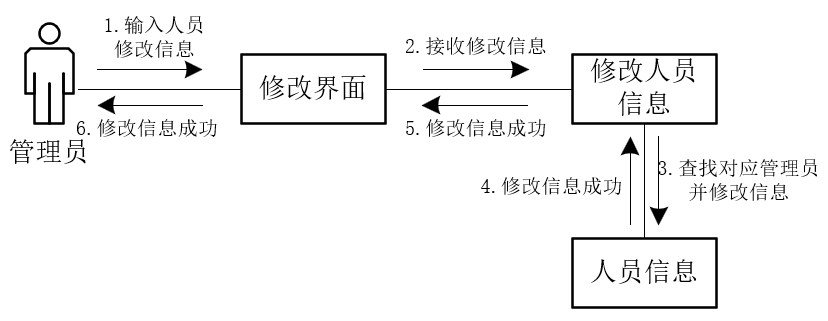 1.输入人员
修改信息
2.接收修改信息
修改界面
修改人员
信息
6.修改信息成功
5.修改信息成功
管理员
3.查找对应管理员
并修改信息
4.修改信息成功
人员信息